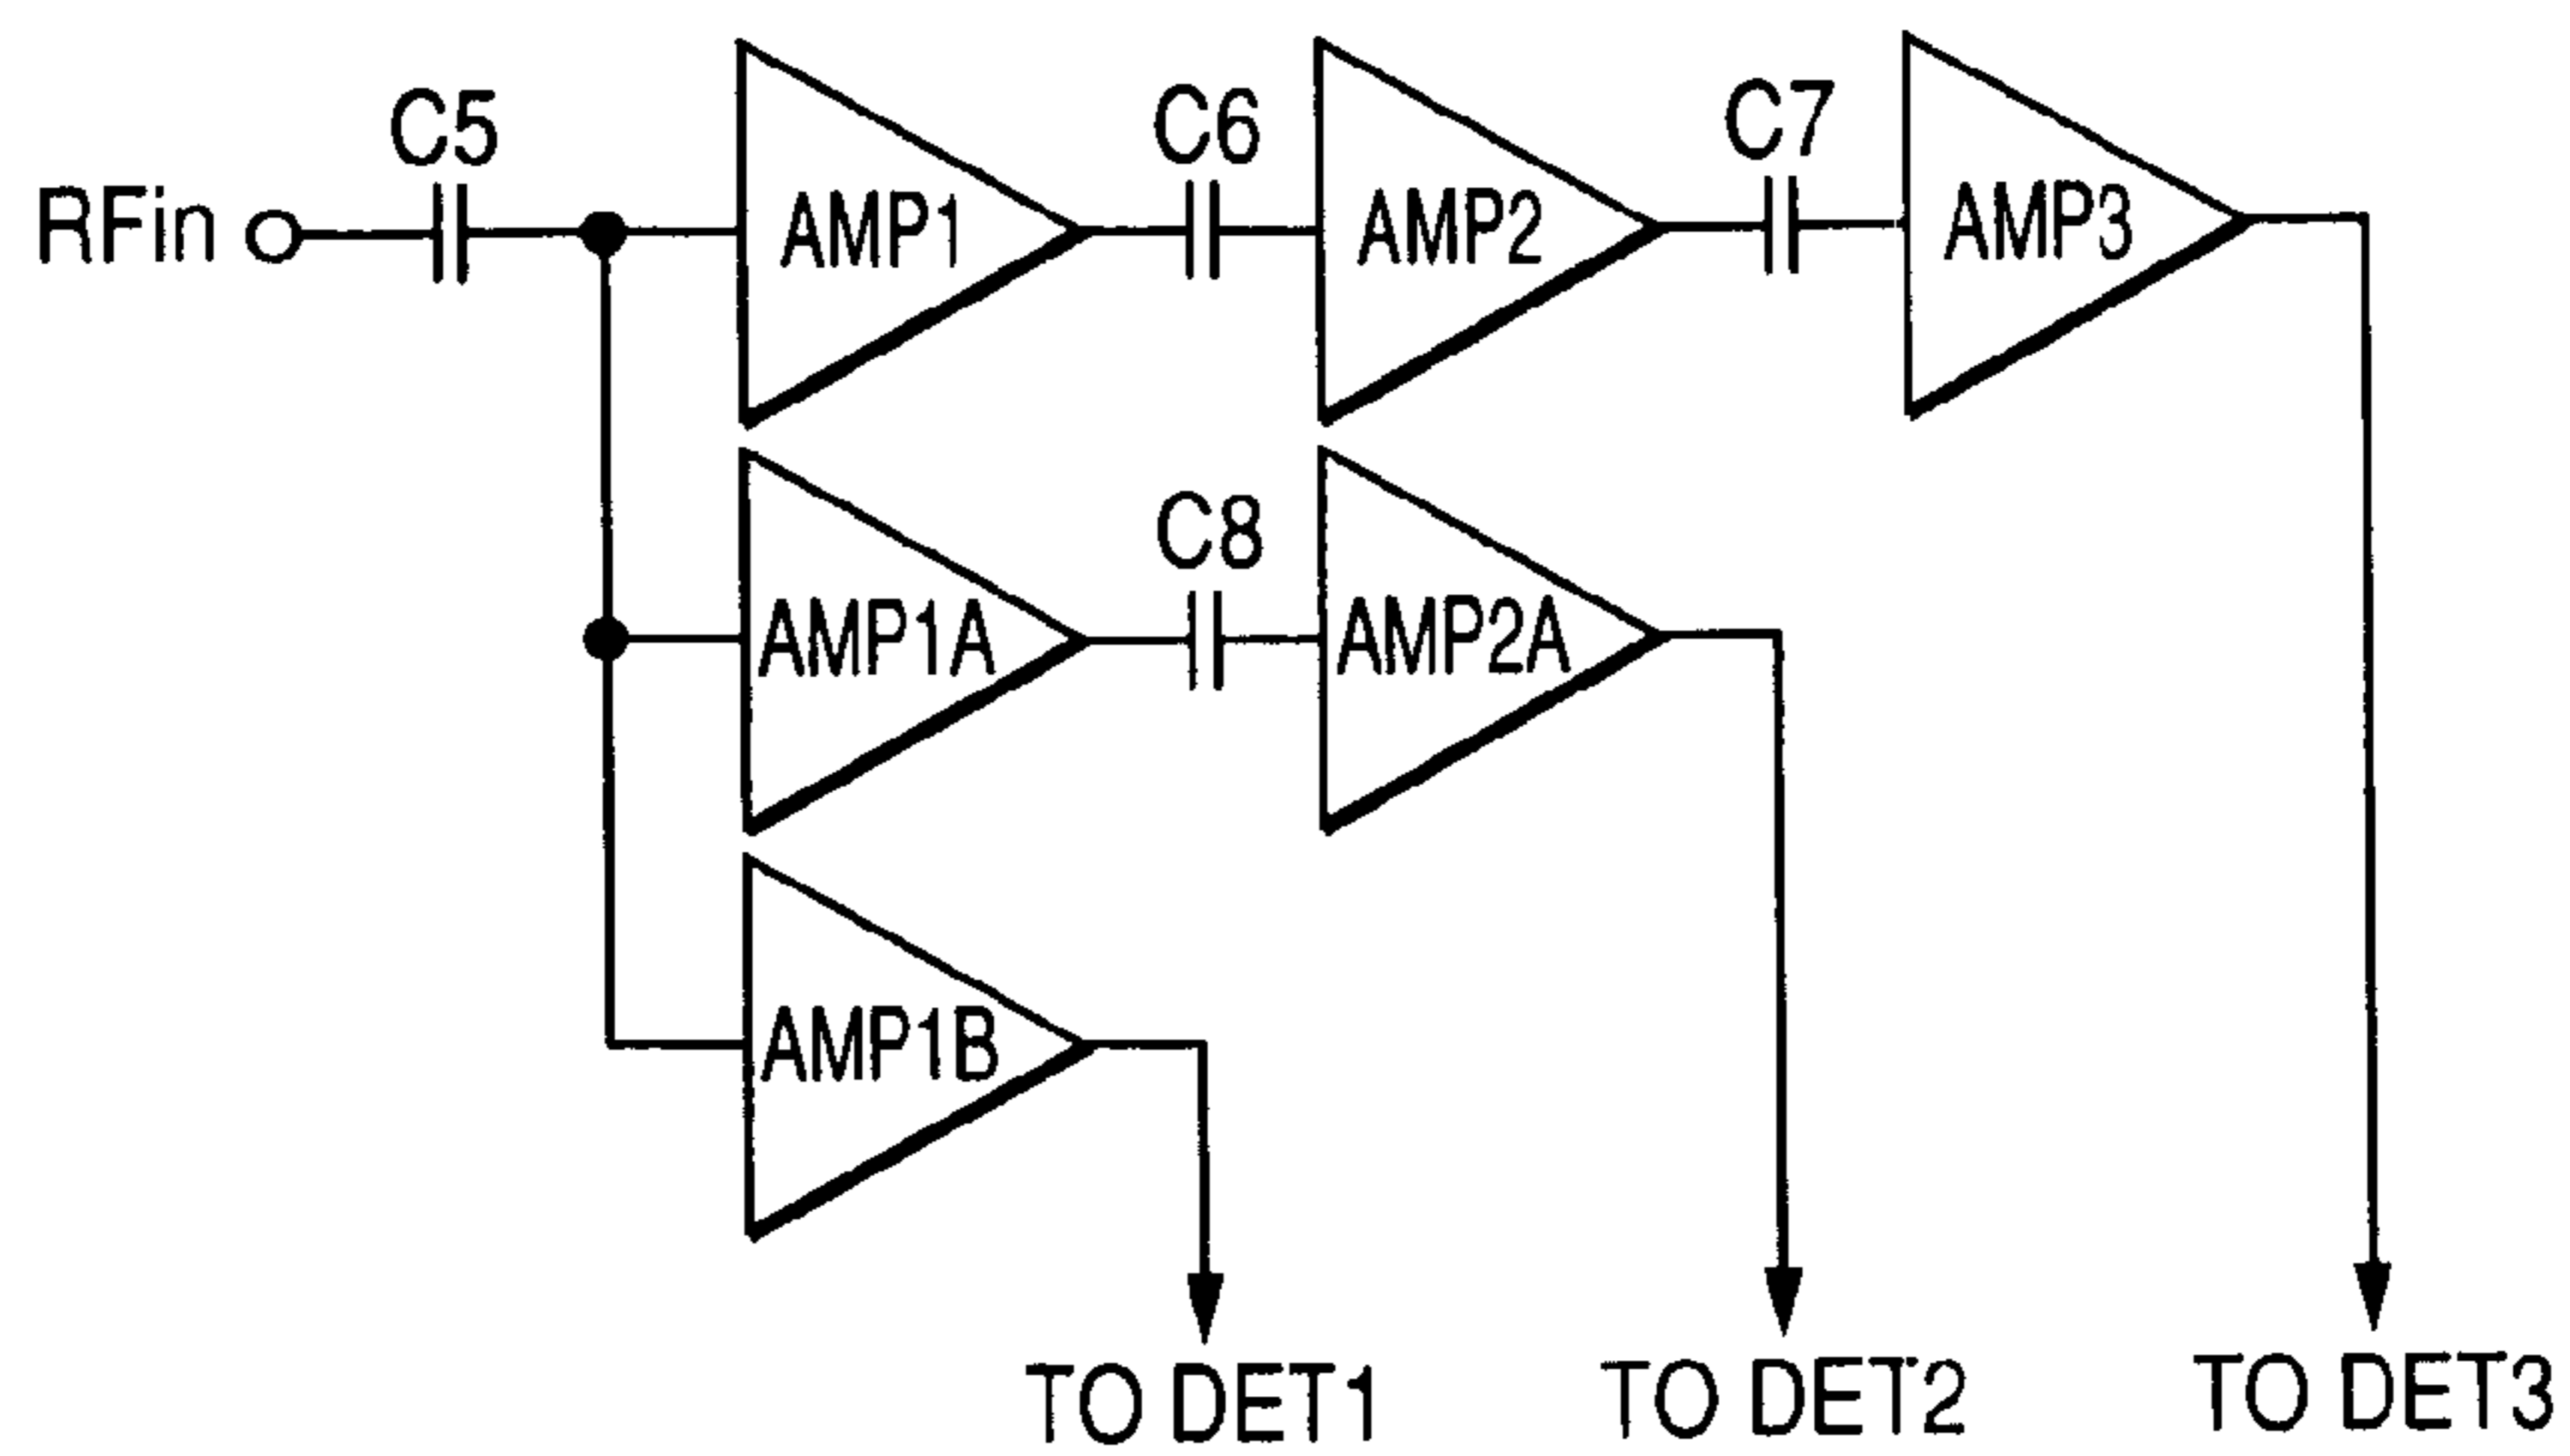 C5
C6
C7
RFin
AMP1
AMP2
AMP3
C8
AMP1A
AMP2A
AMP1B
TO DET1
TO DET2
TO DET3